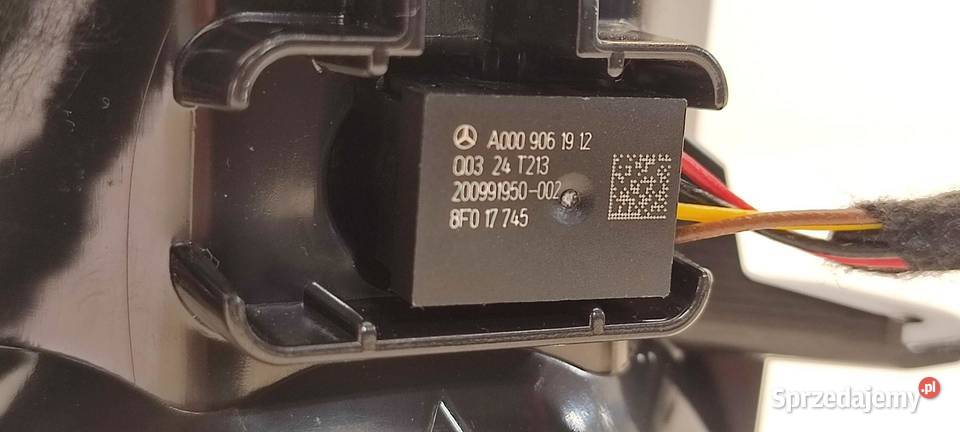 A000 906 19 12
Q03 24 T213
200991950-002
8F0 17 745
Sprzedajemy.pl